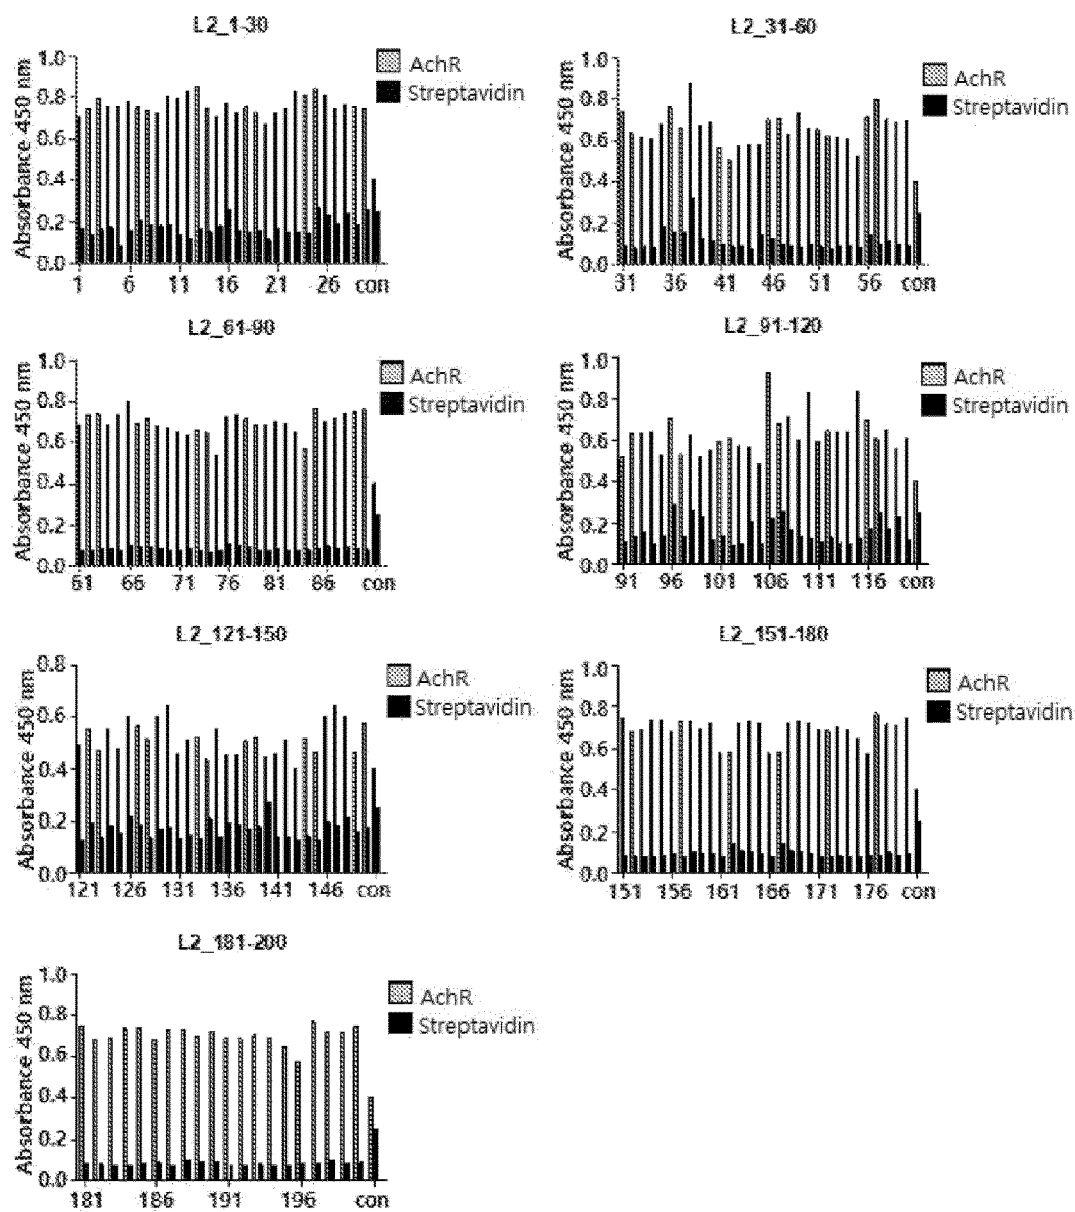 L2_1-30
Absorbance 450 nm
1.0
0.8
0.6
0.4
0.2
0.0
1 6 11 16 21 26 con
AchR
Streptavidin
L2_31-60
Absorbance 450 nm
1.0
0.8
0.6
0.4
0.2
0.0
31 36 41 46 51 56 con
AchR
Streptavidin
L2_61-90
Absorbance 450 nm
1.0
0.8
0.6
0.4
0.2
0.0
61 66 71 76 81 86 con
AchR
Streptavidin
L2_91-120
Absorbance 450 nm
1.0
0.8
0.6
0.4
0.2
0.0
91 96 101 106 111 116 con
AchR
Streptavidin
L2_121-150
Absorbance 450 nm
0.8
0.6
0.4
0.2
0.0
121 126 131 136 141 146 con
AchR
Streptavidin
L2_151-180
Absorbance 450 nm
1.0
0.8
0.6
0.4
0.2
0.0
151 156 161 166 171 176 con
AchR
Streptavidin
L2_181-200
Absorbance 450 nm
1.0
0.8
0.6
0.4
0.2
0.0
181 186 191 196 con
AchR
Streptavidin